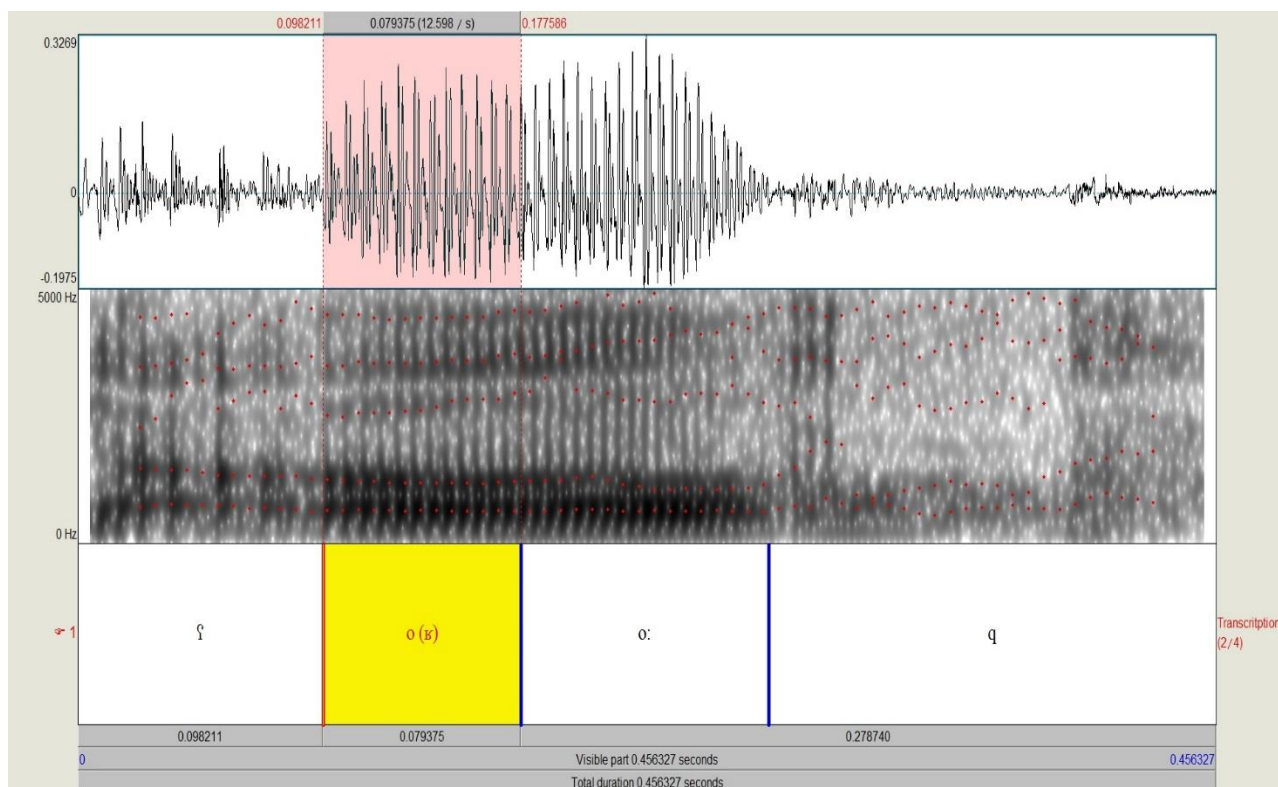 0.098211 0.079375 (12.598 / s) 0.177586
0.3269
0
-0.1975
5000 Hz
0 Hz
1 ʕ o (ʁ) o: q Transcritption
(2/4)
0.098211 0.079375 0.278740
0 Visible part 0.456327 seconds 0.456327
Total duration 0.456327 seconds